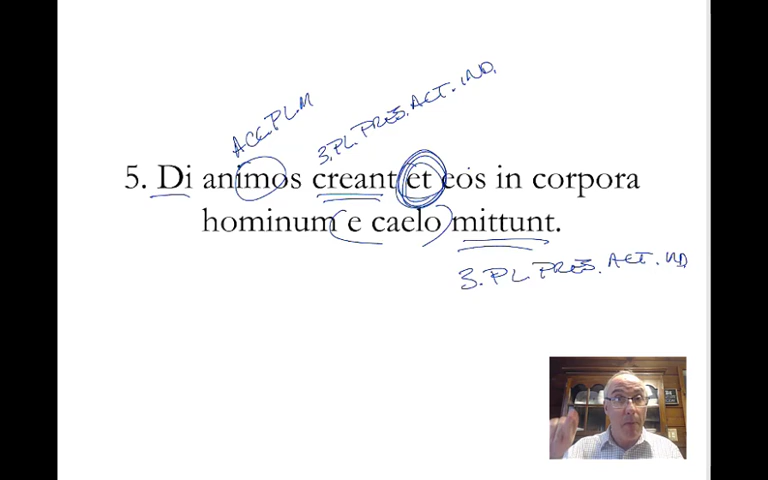 ACC.PL.M
3.PL.PRES.ACT.IND.
5. Di animos creant et eos in corpora
hominum e caelo mittunt.
3.PL.PRES.ACT.IND